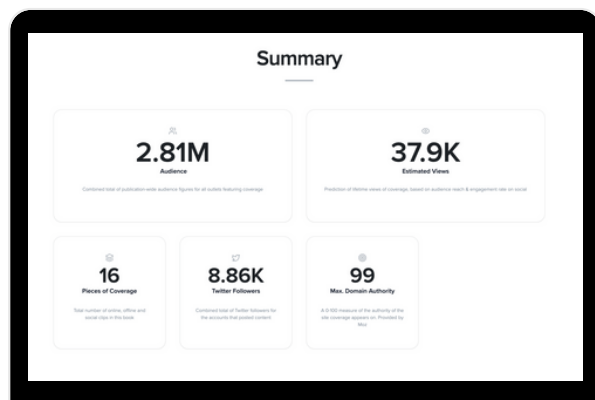 Summary
2.81M
Audience
Combined total of publication-wide audience figures for all outlets featuring coverage
37.9K
Estimated Views
Prediction of lifetime views of coverage, based on audience reach & engagement rate on social
16
Pieces of Coverage
Total number of online, offline and
social clips in this book
8.86K
Twitter Followers
Combined total of Twitter followers for
the accounts that posted content
99
Max. Domain Authority
A 0-100 measure of the authority of the
site coverage appears on. Provided by
Moz